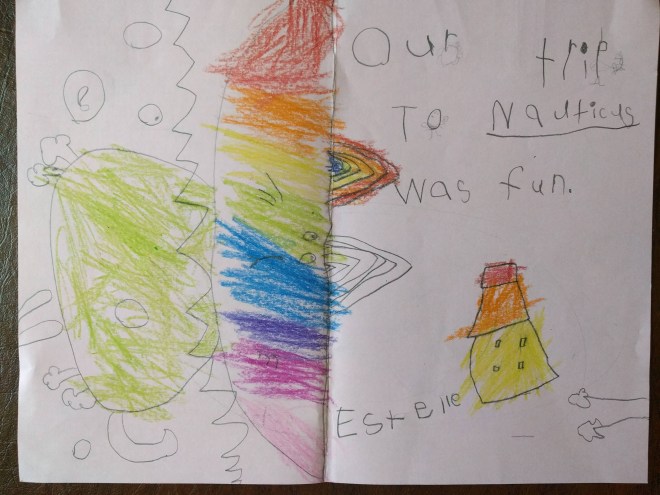 Our trip
To Nauticus
was fun.
Estelle